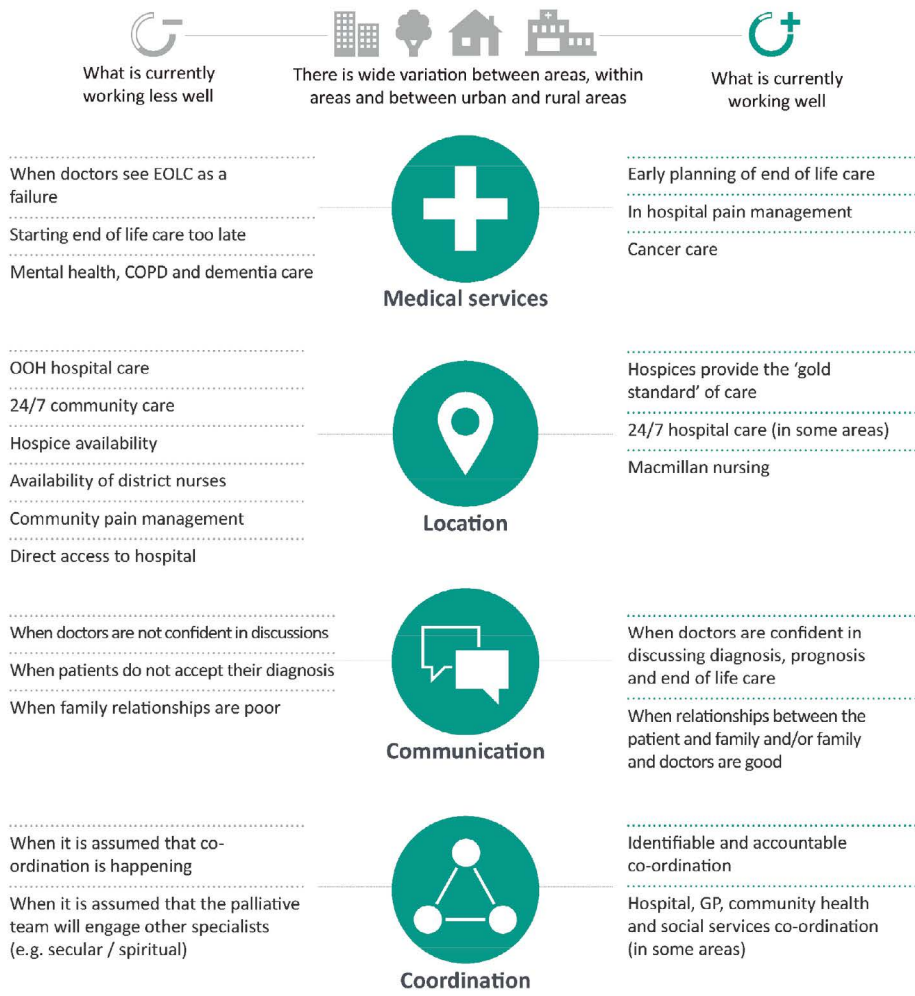 What is currently
working less well
There is wide variation between areas, within
areas and between urban and rural areas
What is currently
working well
When doctors see EOLC as a
failure
Starting end of life care too late
Mental health, COPD and dementia care
Medical services
Early planning of end of life care
In hospital pain management
Cancer care
OOH hospital care
24/7 community care
Hospice availability
Availability of district nurses
Community pain management
Direct access to hospital
Location
Hospices provide the ‘gold
standard’ of care
24/7 hospital care (in some areas)
Macmillan nursing
When doctors are not confident in discussions
When patients do not accept their diagnosis
When family relationships are poor
Communication
When doctors are confident in
discussing diagnosis, prognosis
and end of life care
When relationships between the
patient and family and/or family
and doctors are good
When it is assumed that co-
ordination is happening
When it is assumed that the palliative
team will engage other specialists
(e.g. secular / spiritual)
Coordination
Identifiable and accountable
co-ordination
Hospital, GP, community health
and social services co-ordination
(in some areas)